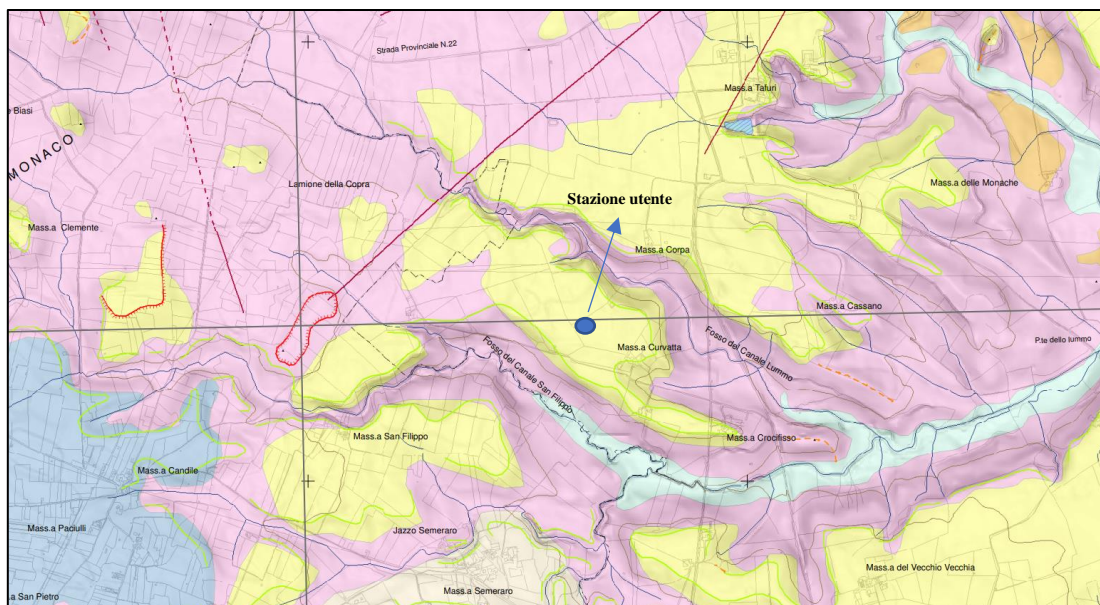 Strada Provinciale N.22
Mass.a Tafuri
e Biasi
MONACO
Lamione della Copra
Mass.a delle Monache
Stazione utente
Mass.a Clemente
Mass.a Corpa
Mass.a Cassano
P.te dello Iummo
Mass.a Curvatta
Fosso del Canale Lummo
Fosso del Canale San Filippo
Mass.a San Filippo
Mass.a Crocifisso
Mass.a Candile
Mass.a Paciulli
Jazzo Semeraro
Mass.a del Vecchio Vecchia
.a San Pietro
Mass.a Semeraro